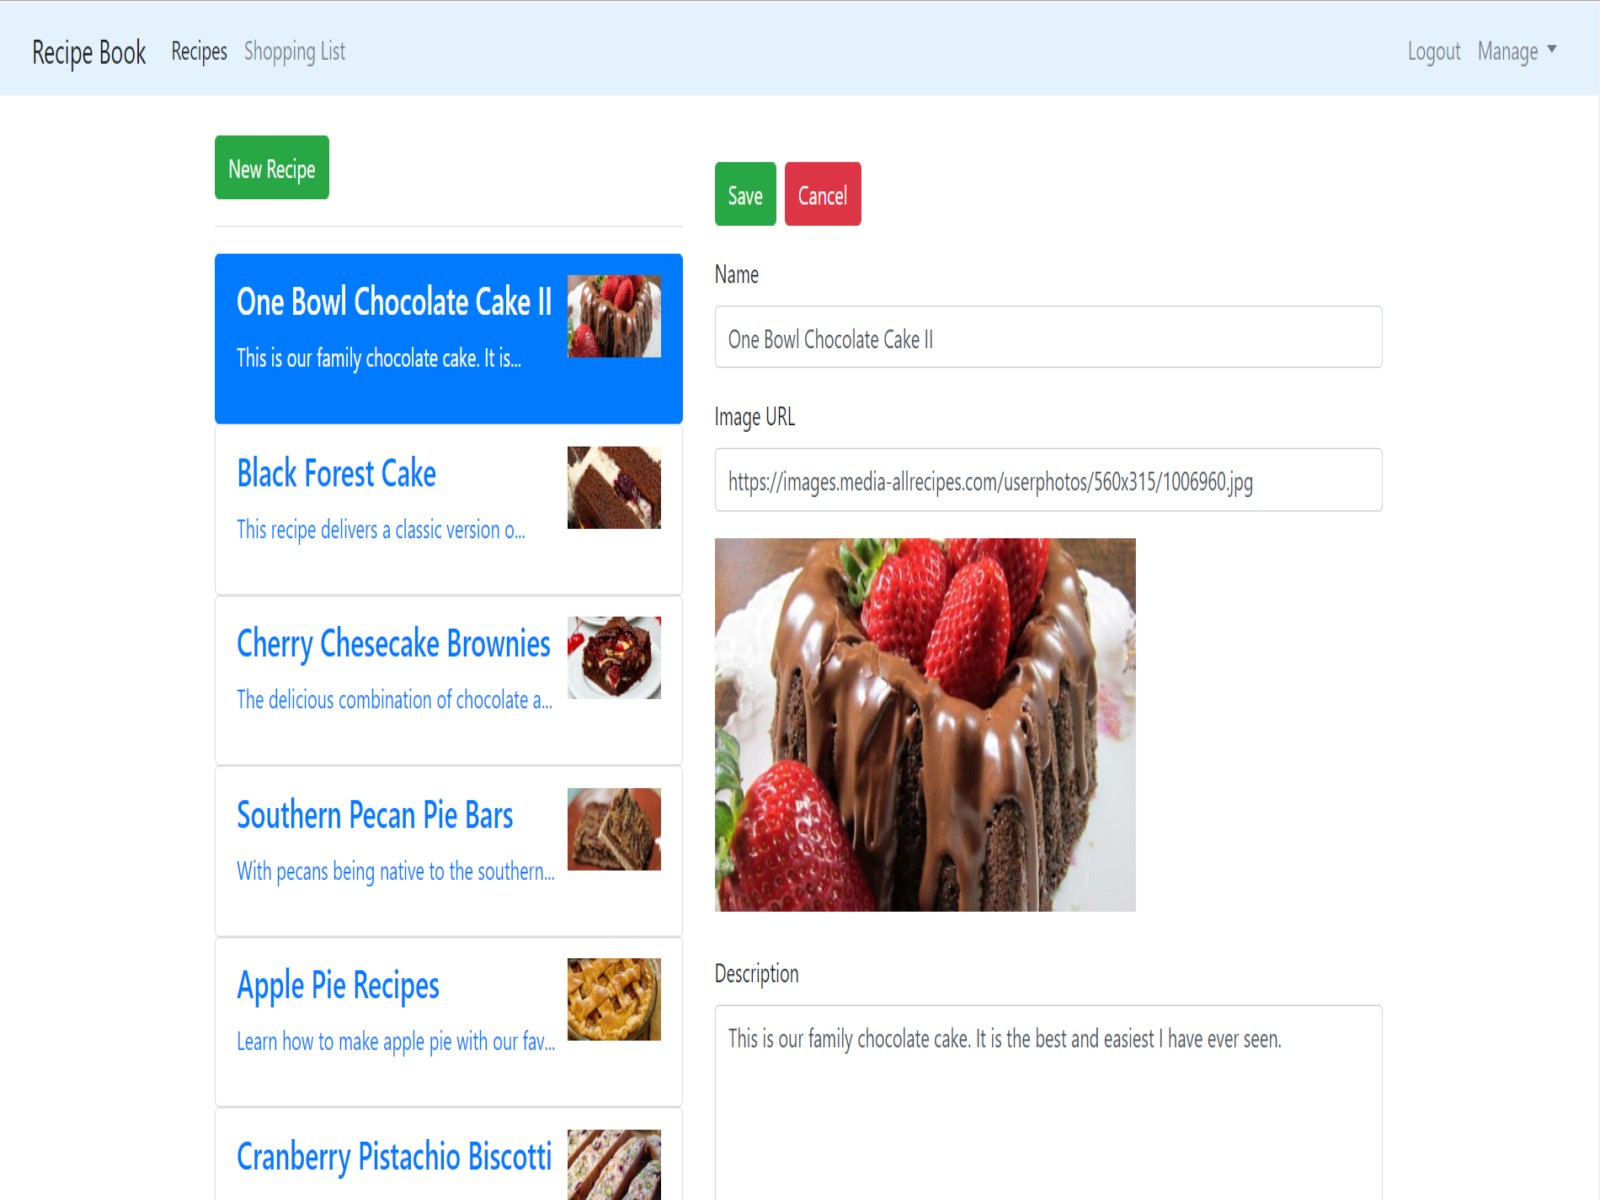 Recipe Book Recipes Shopping List Logout Manage
New Recipe
One Bowl Chocolate Cake II
This is our family chocolate cake. It is...
Black Forest Cake
This recipe delivers a classic version o...
Cherry Chesecake Brownies
The delicious combination of chocolate a...
Southern Pecan Pie Bars
With pecans being native to the southern...
Apple Pie Recipes
Learn how to make apple pie with our fav...
Cranberry Pistachio Biscotti
Save Cancel
Name
One Bowl Chocolate Cake II
Image URL
https://images.media-allrecipes.com/userphotos/560x315/1006960.jpg
Description
This is our family chocolate cake. It is the best and easiest I have ever seen.